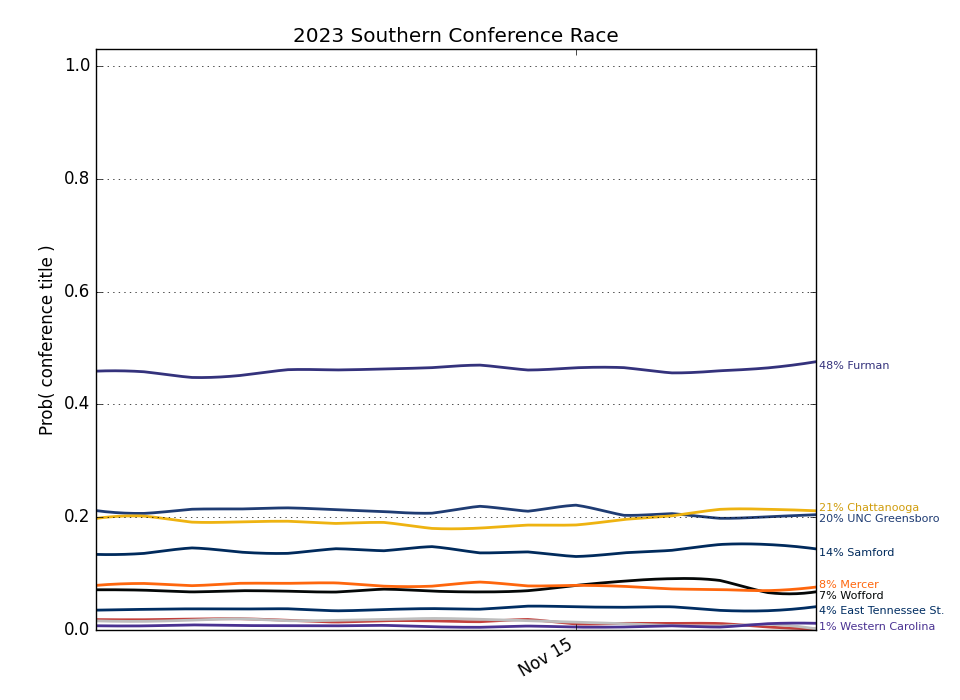 2023 Southern Conference Race
Prob( conference title )
1.0
0.8
0.6
0.4
0.2
0.0
48% Furman
21% Chattanooga
20% UNC Greensboro
14% Samford
8% Mercer
7% Wofford
4% East Tennessee St.
1% Western Carolina
Nov 15